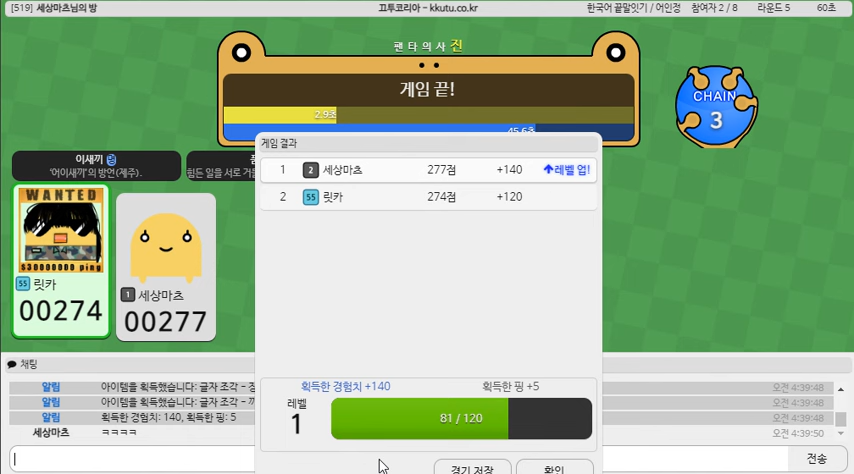 [519] 세상마츠님의 방
끄투코리아 - kkutu.co.kr
한국어 끝말잇기 / 어인정 참여자 2 / 8 라운드 5 60초
펜 타 의 사 진
게임 끝!
2.9초
45.6초
CHAIN
3
이새끼
'어이새끼'의 방언(제주).
힘든 일을 서로 거
WANTED
$30000000 ping
55 릿카
00274
1 세상마츠
00277
게임 결과
1 2 세상마츠 277점 +140 레벨 업!
2 55 릿카 274점 +120
획득한 경험치 +140 획득한 핑 +5
레벨
1
81 / 120
경기 저장 확인
채팅
알림 아이템을 획득했습니다: 글자 조각 - 오전 4:39:48
알림 아이템을 획득했습니다: 글자 조각 - 오전 4:39:48
알림 획득한 경험치: 140, 획득한 핑: 5 오전 4:39:48
세상마츠 ㅋㅋㅋㅋ 오전 4:39:50
전송